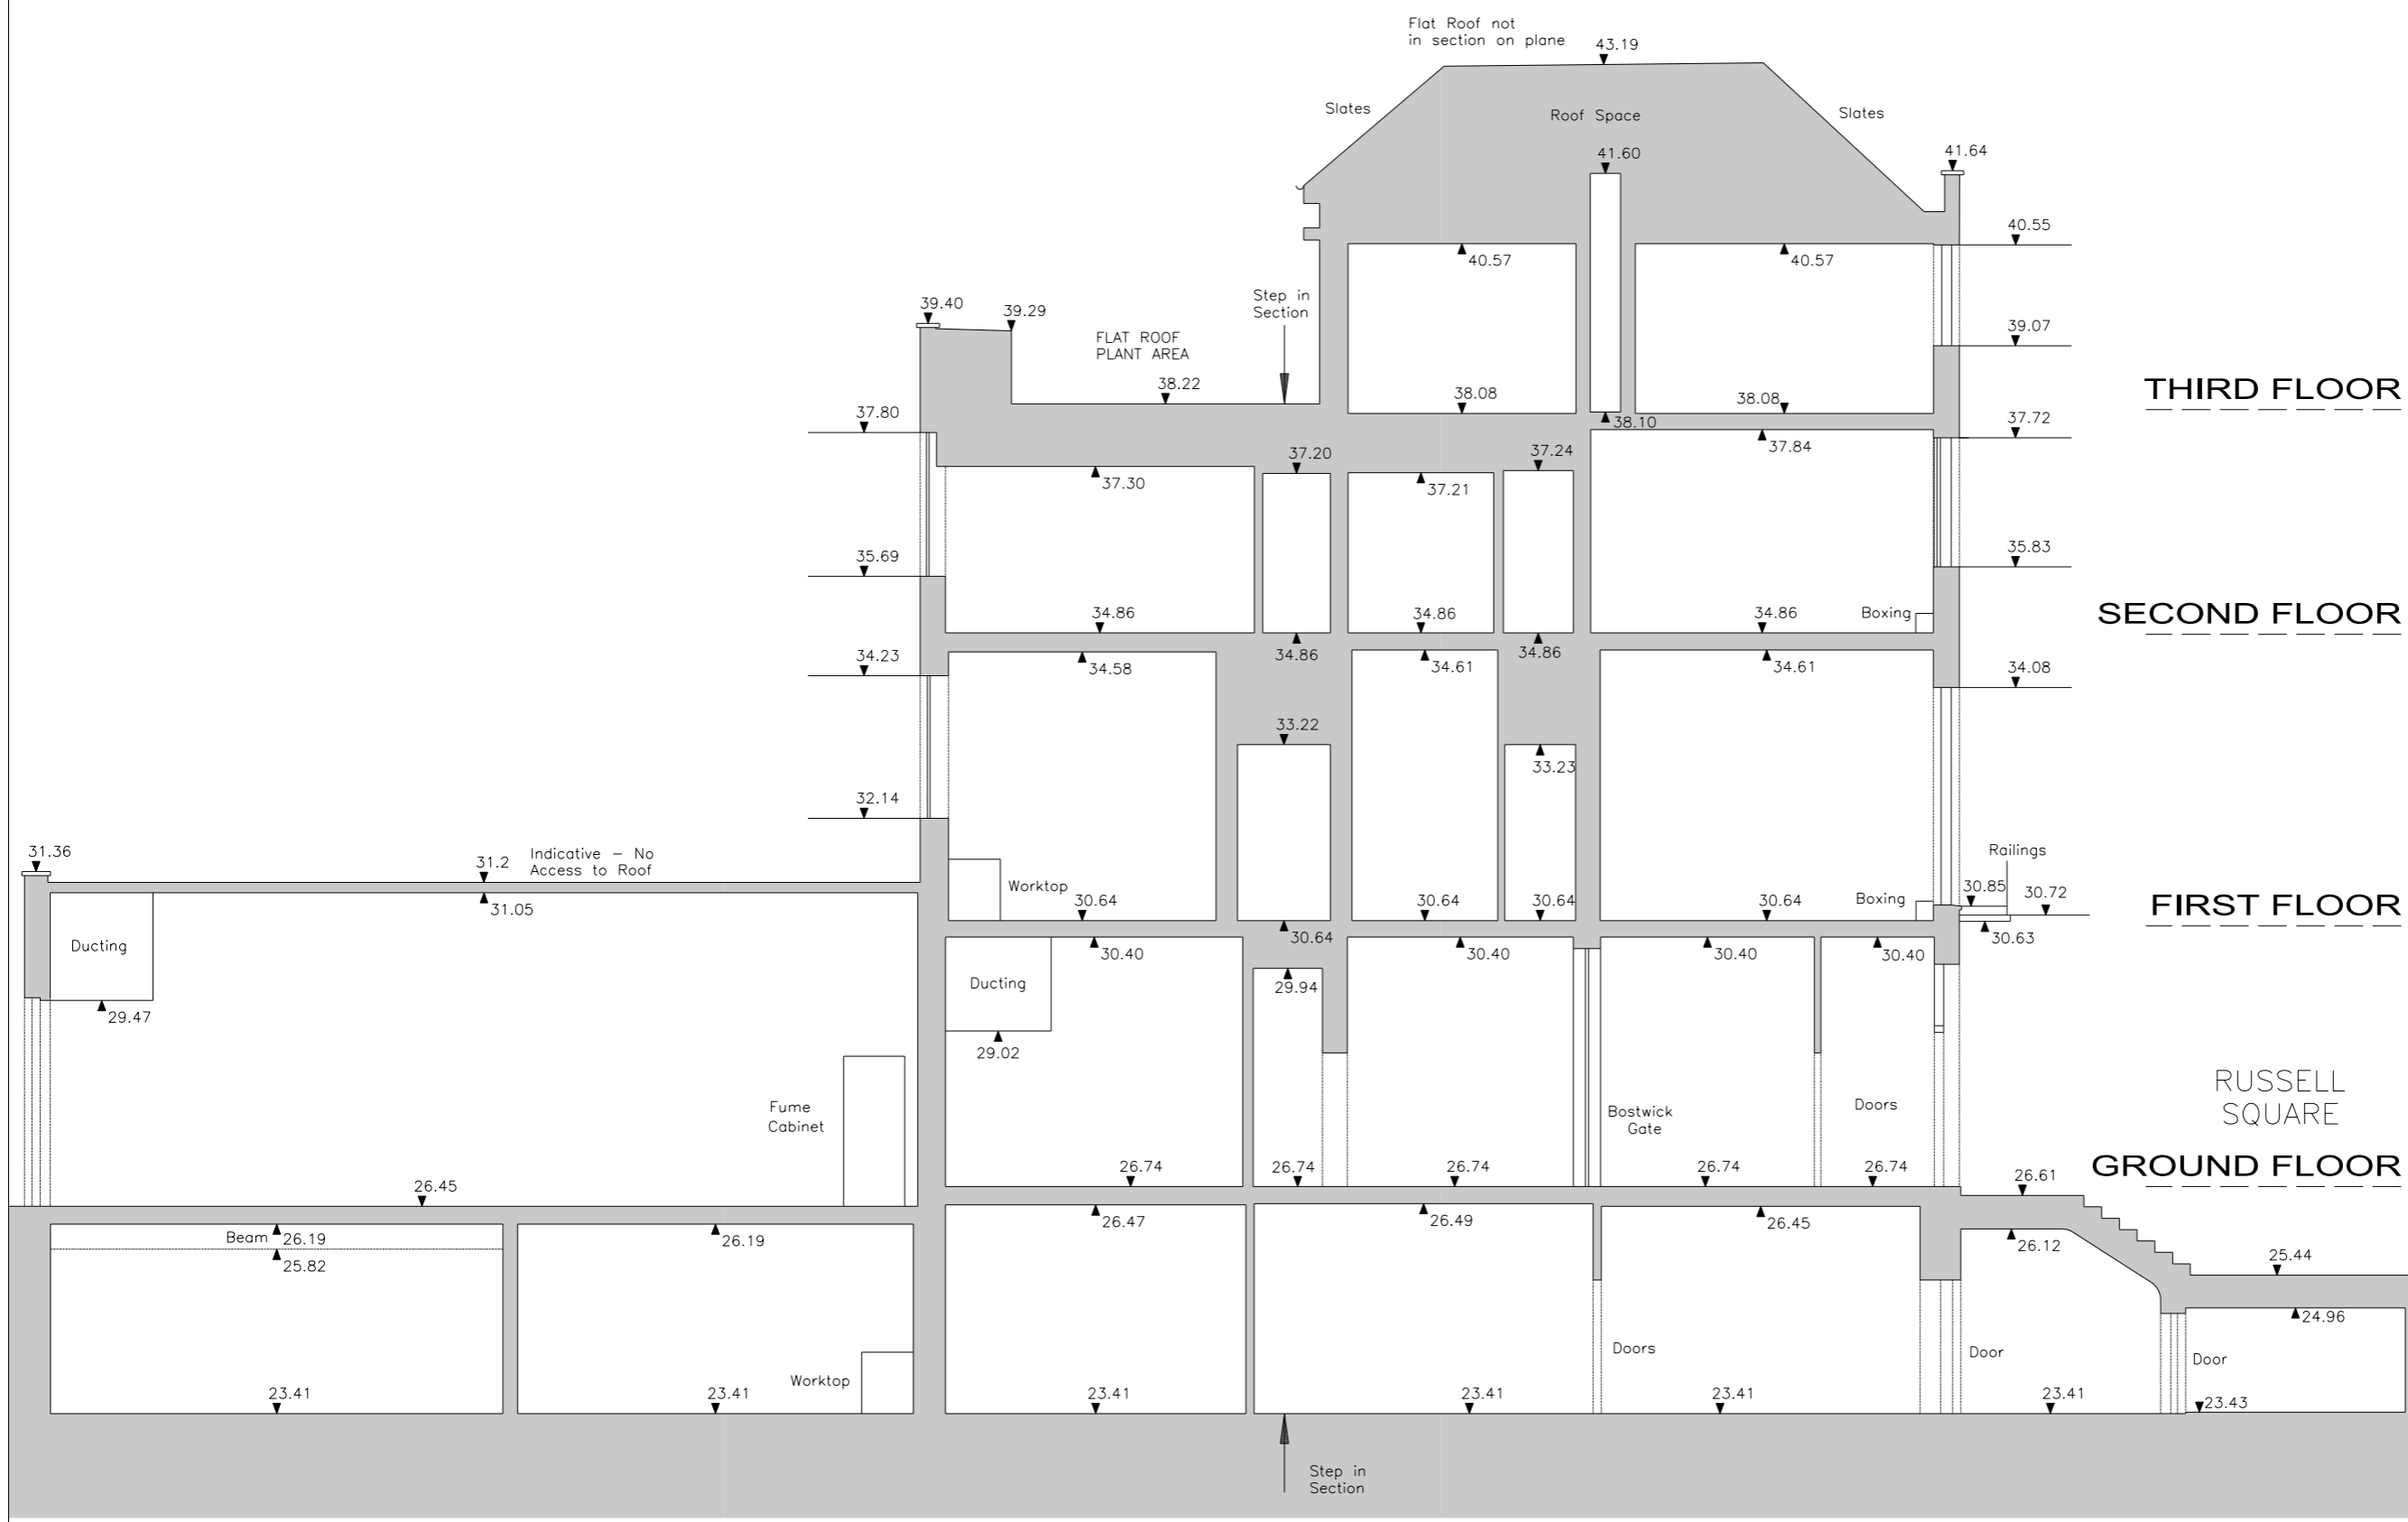 Flat Roof not
in section on plane
43.19
Slates
Roof Space
Slates
41.60
41.64
40.55
40.57
40.57
39.40
39.29
Step in
Section
FLAT ROOF
PLANT AREA
39.07
38.22
38.08
38.08
THIRD FLOOR
37.80
38.10
37.72
37.84
37.20
37.24
37.30
37.21
35.69
35.83
34.86
34.86
34.86
Boxing
SECOND FLOOR
34.86
34.86
34.23
34.58
34.61
34.61
34.08
33.22
33.23
32.14
31.36
31.2
Indicative – No
Access to Roof
Railings
Worktop
30.85
30.72
31.05
30.64
30.64
30.64
30.64
Boxing
FIRST FLOOR
30.64
30.63
Ducting
30.40
30.40
30.40
30.40
Ducting
29.94
29.47
29.02
RUSSELL
SQUARE
Fume
Cabinet
Bostwick
Gate
Doors
26.74
26.74
26.74
26.74
26.74
GROUND FLOOR
26.45
26.61
26.47
26.49
26.45
Beam
26.19
26.19
26.12
25.82
25.44
24.96
Doors
Door
Door
Worktop
23.41
23.41
23.41
23.41
23.41
23.41
23.43
Step in
Section